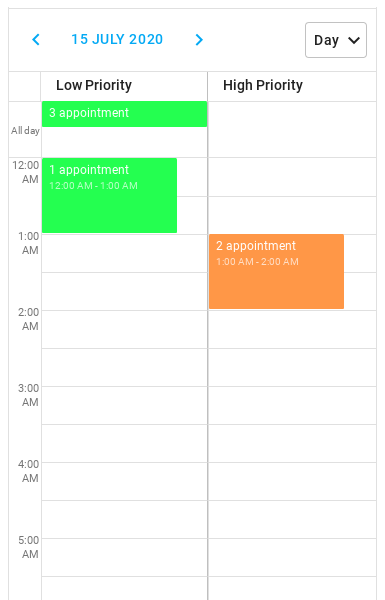 15 JULY 2020
Day
Low Priority
High Priority
3 appointment
All day
12:00
AM
1 appointment
12:00 AM - 1:00 AM
1:00
AM
2 appointment
1:00 AM - 2:00 AM
2:00
AM
3:00
AM
4:00
AM
5:00
AM